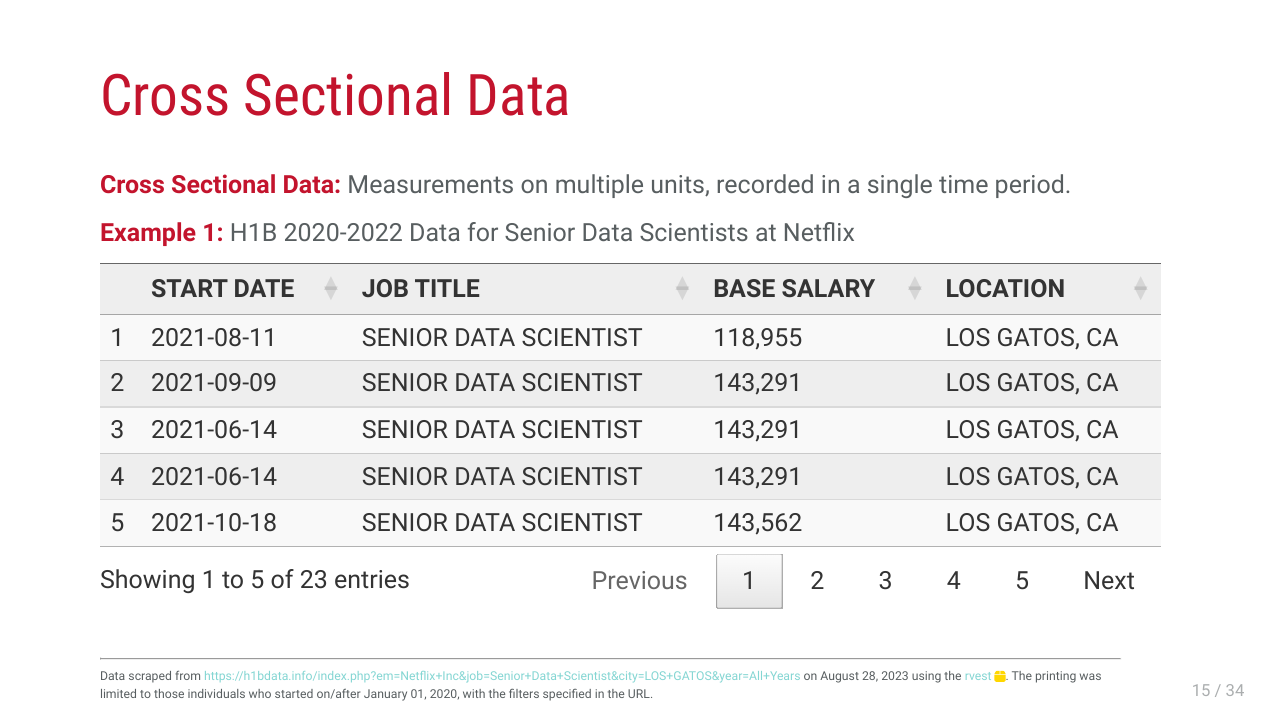 Cross Sectional Data
Cross Sectional Data: Measurements on multiple units, recorded in a single time period.
Example 1: H1B 2020-2022 Data for Senior Data Scientists at Netflix
START DATE JOB TITLE BASE SALARY LOCATION
1 2021-08-11 SENIOR DATA SCIENTIST 118,955 LOS GATOS, CA
2 2021-09-09 SENIOR DATA SCIENTIST 143,291 LOS GATOS, CA
3 2021-06-14 SENIOR DATA SCIENTIST 143,291 LOS GATOS, CA
4 2021-06-14 SENIOR DATA SCIENTIST 143,291 LOS GATOS, CA
5 2021-10-18 SENIOR DATA SCIENTIST 143,562 LOS GATOS, CA
Showing 1 to 5 of 23 entries Previous 1 2 3 4 5 Next
Data scraped from https://h1bdata.info/index.php?em=Netflix+Inc&job=Senior+Data+Scientist&city=LOS+GATOS&year=All+Years on August 28, 2023 using the rvest 📦. The printing was
limited to those individuals who started on/after January 01, 2020, with the filters specified in the URL.
15 / 34